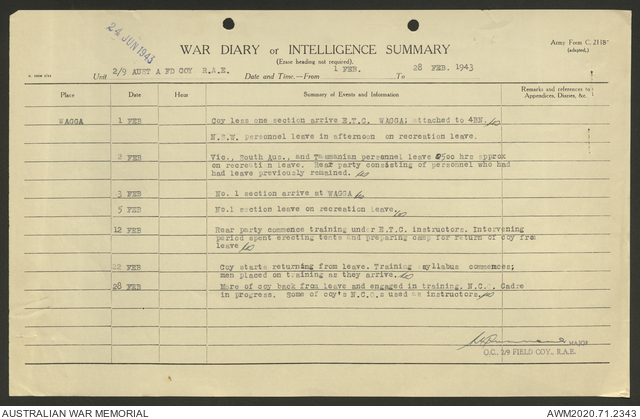 24 JUN 1943
WAR DIARY or INTELLIGENCE SUMMARY
(Erase heading not required).
Army Form C. 2118
(adapted.)
Unit 2/9 AUST A FD COY R.A.E. Date and Time.—From 1 FEB. To 28 FEB. 1943
Place Date Hour Summary of Events and Information Remarks and references to Appendices, Diaries, &c.
WAGGA 1 FEB Coy less one section arrive E.T.C. WAGGA; attached to 4BN.
N.S.W. personnel leave in afternoon on recreation leave.
2 FEB Vic., South Aus., and Tasmanian personnel leave 0500 hrs approx
on recreation leave. Rear party consisting of personnel who had
had leave previously remained.
3 FEB No. 1 section arrive at WAGGA
5 FEB No.1 section leave on recreation leave.
12 FEB Rear party commence training under E.T.C. instructors. Intervening
period spent erecting tents and preparing camp for return of coy from
leave
22 FEB Coy starts returning from leave. Training syllabus commences;
men placed on training as they arrive.
28 FEB More of coy back from leave and engaged in training. N.C.O. Cadre
in progress. Some of coy's N.C.O.s used as instructors.
MAJOR
O.C., 2/9 FIELD COY., R.A.E.
AUSTRALIAN WAR MEMORIAL AWM2020.71.2343